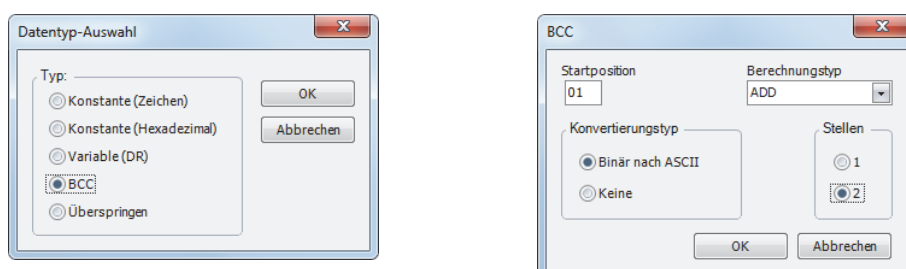 Datentyp-Auswahl
Typ:
Konstante (Zeichen)
Konstante (Hexadezimal)
Variable (DR)
BCC
Überspringen
OK
Abbrechen
BCC
Startposition
Berechnungstyp
01
ADD
Konvertierungstyp
Stellen
Binär nach ASCII
1
Keine
2
OK
Abbrechen